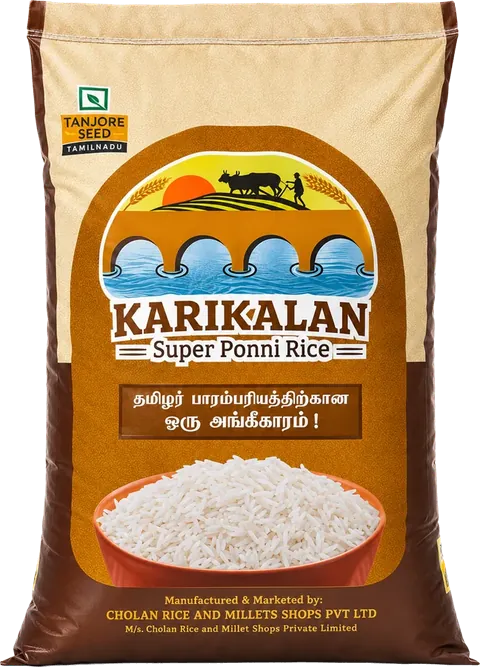 TANJORE
SEED
TAMILNADU
KARIKALAN
Super Ponni Rice
தமிழர் பாரம்பரியத்திற்கான
ஒரு அங்கீகாரம் !
Manufactured & Marketed by:
CHOLAN RICE AND MILLETS SHOPS PVT LTD
M/s. Cholan Rice and Millet Shops Private Limited